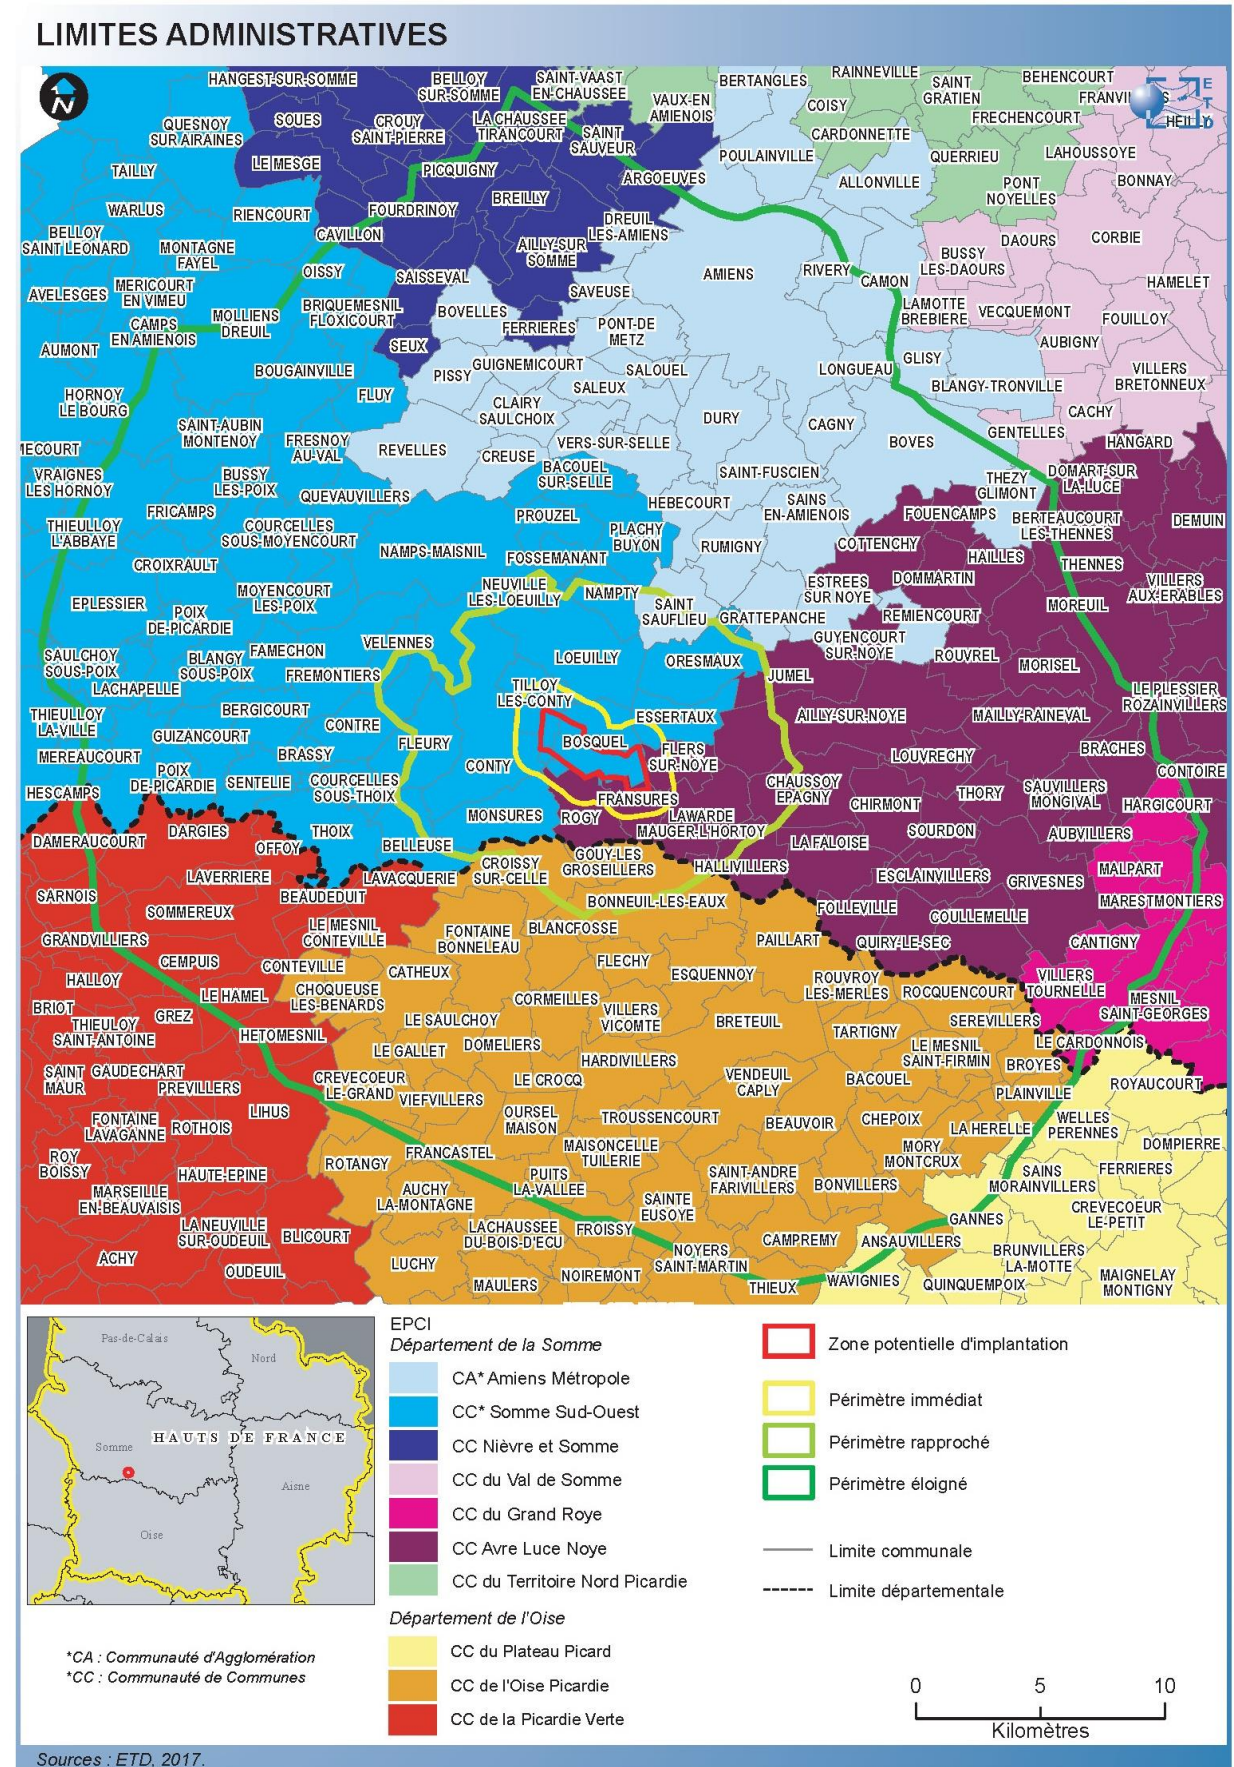 LIMITES ADMINISTRATIVES
N
E
T
D
HANGEST-SUR-SOMME
BELLOY
SUR-SOMME
SAINT-VAAST
EN-CHAUSSEE
BERTANGLES
RAINNEVILLE
SAINT
GRATIEN
BEHENCOURT
HEILLY
VAUX-EN
AMIENOIS
COISY
FRECHENCOURT
QUESNOY
SUR AIRAINES
SOUES
CROUY
SAINT-PIERRE
LA CHAUSSEE
TIRANCOURT
SAINT
SAUVEUR
CARDONNETTE
LE MESGE
TAILLY
PICQUIGNY
ARGOEUVES
POULAINVILLE
QUERRIEU
LAHOUSSOYE
ALLONVILLE
BONNAY
WARLUS
RIENCOURT
FOURDRINOY
BREILLY
PONT
NOYELLES
BELLOY
SAINT LEONARD
MONTAGNE
FAYEL
CAVILLON
DREUIL
LES-AMIENS
DAOURS
CORBIE
AILLY-SUR
SOMME
BUSSY
LES-DAOURS
OISSY
SAISSEVAL
AMIENS
RIVERY
CAMON
HAMELET
AVELESGES
MERICOURT
EN VIMEU
BRIQUEMESNIL
FLOXICOURT
SAVEUSE
BOVELLES
LAMOTTE
BREBIERE
VECQUEMONT
FOUILLOY
CAMPS
EN AMIENOIS
MOLLIENS
DREUIL
FERRIERES
PONT-DE
METZ
AUBIGNY
AUMONT
SEUX
GUIGNEMICOURT
SALOUEL
LONGUEAU
GLISY
BOUGAINVILLE
PISSY
SALEUX
BLANGY-TRONVILLE
VILLERS
BRETONNEUX
HORNOY
LE BOURG
FLUY
CLAIRY
SAULCHOIX
DURY
CAGNY
CACHY
SAINT-AUBIN
MONTENOY
FRESNOY
AU-VAL
REVELLES
CREUSE
VERS-SUR-SELLE
BOVES
GENTELLES
HANGARD
MECOURT
VRAIGNES
LES HORNOY
BUSSY
LES-POIX
QUEVAUVILLERS
BACOUEL
SUR-SELLE
SAINT-FUSCIEN
THEZY
GLIMONT
DOMART-SUR
LA-LUCE
FRICAMPS
PROUZEL
HEBECOURT
SAINS
EN-AMIENOIS
FOUENCAMPS
BERTEAUCOURT
LES-THENNES
DEMUIN
THIEULLOY
L'ABBAYE
COURCELLES
SOUS-MOYENCOURT
PLACHY
BUYON
NAMPS-MAISNIL
FOSSEMANANT
RUMIGNY
COTTENCHY
HAILLES
THENNES
CROIXRAULT
EPLESSIER
MOYENCOURT
LES-POIX
NEUVILLE
LES-LOEUILLY
NAMPTY
ESTREES
SUR NOYE
DOMMARTIN
VILLERS
AUX-ERABLES
POIX
DE-PICARDIE
SAINT
SAUFLIEU
GRATTEPANCHE
REMIENCOURT
MOREUIL
SAULCHOY
SOUS-POIX
BLANGY
SOUS-POIX
FAMECHON
VELENNES
LOEUILLY
ORESMAUX
GUYENCOURT
SUR-NOYE
ROUVREL
MORISEL
LACHAPELLE
FREMONTIERS
JUMEL
TILLOY
LES-CONTY
LE PLESSIER
ROZAINVILLERS
THIEULLOY
LA-VILLE
BERGICOURT
CONTRE
ESSERTAUX
AILLY-SUR-NOYE
MAILLY-RAINEVAL
GUIZANCOURT
FLEURY
BOSQUEL
MEREAUCOURT
BRASSY
FLERS
SUR-NOYE
LOUVRECHY
BRACHES
CONTOIRE
POIX
DE-PICARDIE
SENTELIE
COURCELLES
SOUS-THOIX
CONTY
CHAUSSOY
EPAGNY
THORY
SAUVILLERS
MONGIVAL
HESCAMPS
FRANSURES
CHIRMONT
HARGICOURT
DAMERAUCOURT
DARGIES
THOIX
MONSURES
ROGY
LAWARDE
MAUGER-L'HORTOY
SOURDON
AUBVILLERS
OFFOY
BELLEUSE
LA FALOISE
CROISSY
SUR-CELLE
GOUY-LES
GROSEILLERS
HALLIVILLERS
MALPART
LAVERRIERE
LAVACQUERIE
ESCLAINVILLERS
GRIVESNES
SARNOIS
BEAUDEDUIT
BONNEUIL-LES-EAUX
MARESTMONTIERS
SOMMEREUX
LE MESNIL
CONTEVILLE
FOLLEVILLE
COULLEMELLE
GRANDVILLIERS
FONTAINE
BONNELEAU
BLANCFOSSE
PAILLART
QUIRY-LE-SEC
CANTIGNY
CEMPUIS
CONTEVILLE
CATHEUX
FLECHY
ESQUENNOY
ROUVROY
LES-MERLES
VILLERS
TOURNELLE
HALLOY
LE HAMEL
CHOQUEUSE
LES-BENARDS
ROCQUENCOURT
MESNIL
SAINT-GEORGES
BRIOT
GREZ
CORMEILLES
VILLERS
VICOMTE
BRETEUIL
SEREVILLERS
THIEULOY
SAINT-ANTOINE
HETOMESNIL
LE SAULCHOY
TARTIGNY
LE CARDONNOIS
LE GALLET
DOMELIERS
HARDIVILLERS
LE MESNIL
SAINT-FIRMIN
BROYES
SAINT
MAUR
GAUDECHART
PREVILLERS
CREVECOEUR
LE-GRAND
LE CROCQ
VENDEUIL
CAPLY
BACOUEL
PLAINVILLE
ROYAUCOURT
VIEFVILLERS
LIHUS
FONTAINE
LAVAGANNE
ROTHOIS
OURSEL
MAISON
TROUSSENCOURT
BEAUVOIR
CHEPOIX
LA HERELLE
WELLES
PERENNES
DOMPIERRE
ROY
BOISSY
FRANCASTEL
MAISONCELLE
TUILERIE
MORY
MONTCRUX
HAUTE-EPINE
ROTANGY
PUITS
LA-VALLEE
SAINT-ANDRE
FARIVILLERS
BONVILLERS
SAINS
MORAINVILLERS
FERRIERES
MARSEILLE
EN-BEAUVAISIS
AUCHY
LA-MONTAGNE
SAINTE
EUSOYE
CREVECOEUR
LE-PETIT
LA NEUVILLE
SUR-OUDEUIL
BLICOURT
LACHAUSSEE
DU-BOIS-D'ECU
FROISSY
GANNES
CAMPREMY
ANSAUVILLERS
ACHY
OUDEUIL
LUCHY
NOYERS
SAINT-MARTIN
BRUNVILLERS
LA-MOTTE
MAULERS
NOIREMONT
THIEUX
WAVIGNIES
QUINQUEMPOIX
MAIGNELAY
MONTIGNY
Pas-de-Calais
Nord
HAUTS DE FRANCE
Somme
Aisne
Oise
*CA : Communauté d'Agglomération
*CC : Communauté de Communes
EPCI
Département de la Somme
CA* Amiens Métropole
CC* Somme Sud-Ouest
CC Nièvre et Somme
CC du Val de Somme
CC du Grand Roye
CC Avre Luce Noye
CC du Territoire Nord Picardie
Département de l'Oise
CC du Plateau Picard
CC de l'Oise Picardie
CC de la Picardie Verte
Zone potentielle d'implantation
Périmètre immédiat
Périmètre rapproché
Périmètre éloigné
Limite communale
Limite départementale
0 5 10
Kilomètres
Sources : ETD, 2017.